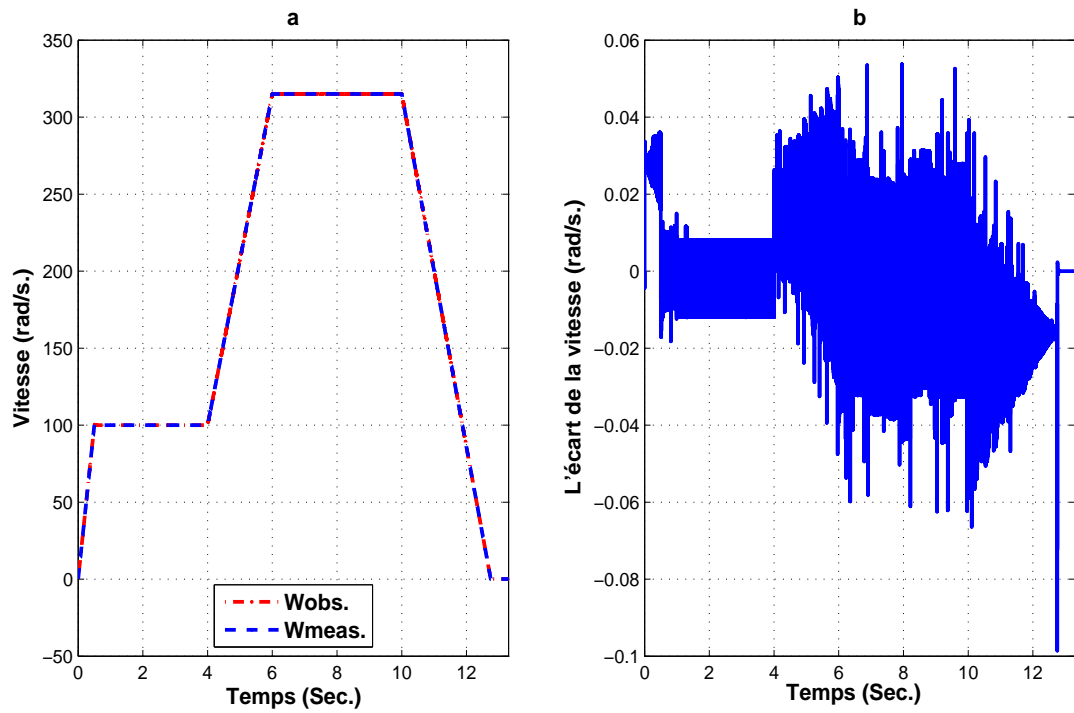 a
350
300
250
200
150
100
50
0
−50
Vitesse (rad/s.)
0 2 4 6 8 10 12
Temps (Sec.)
Wobs.
Wmeas.
b
0.06
0.04
0.02
0
−0.02
−0.04
−0.06
−0.08
−0.1
L'écart de la vitesse (rad/s.)
0 2 4 6 8 10 12
Temps (Sec.)